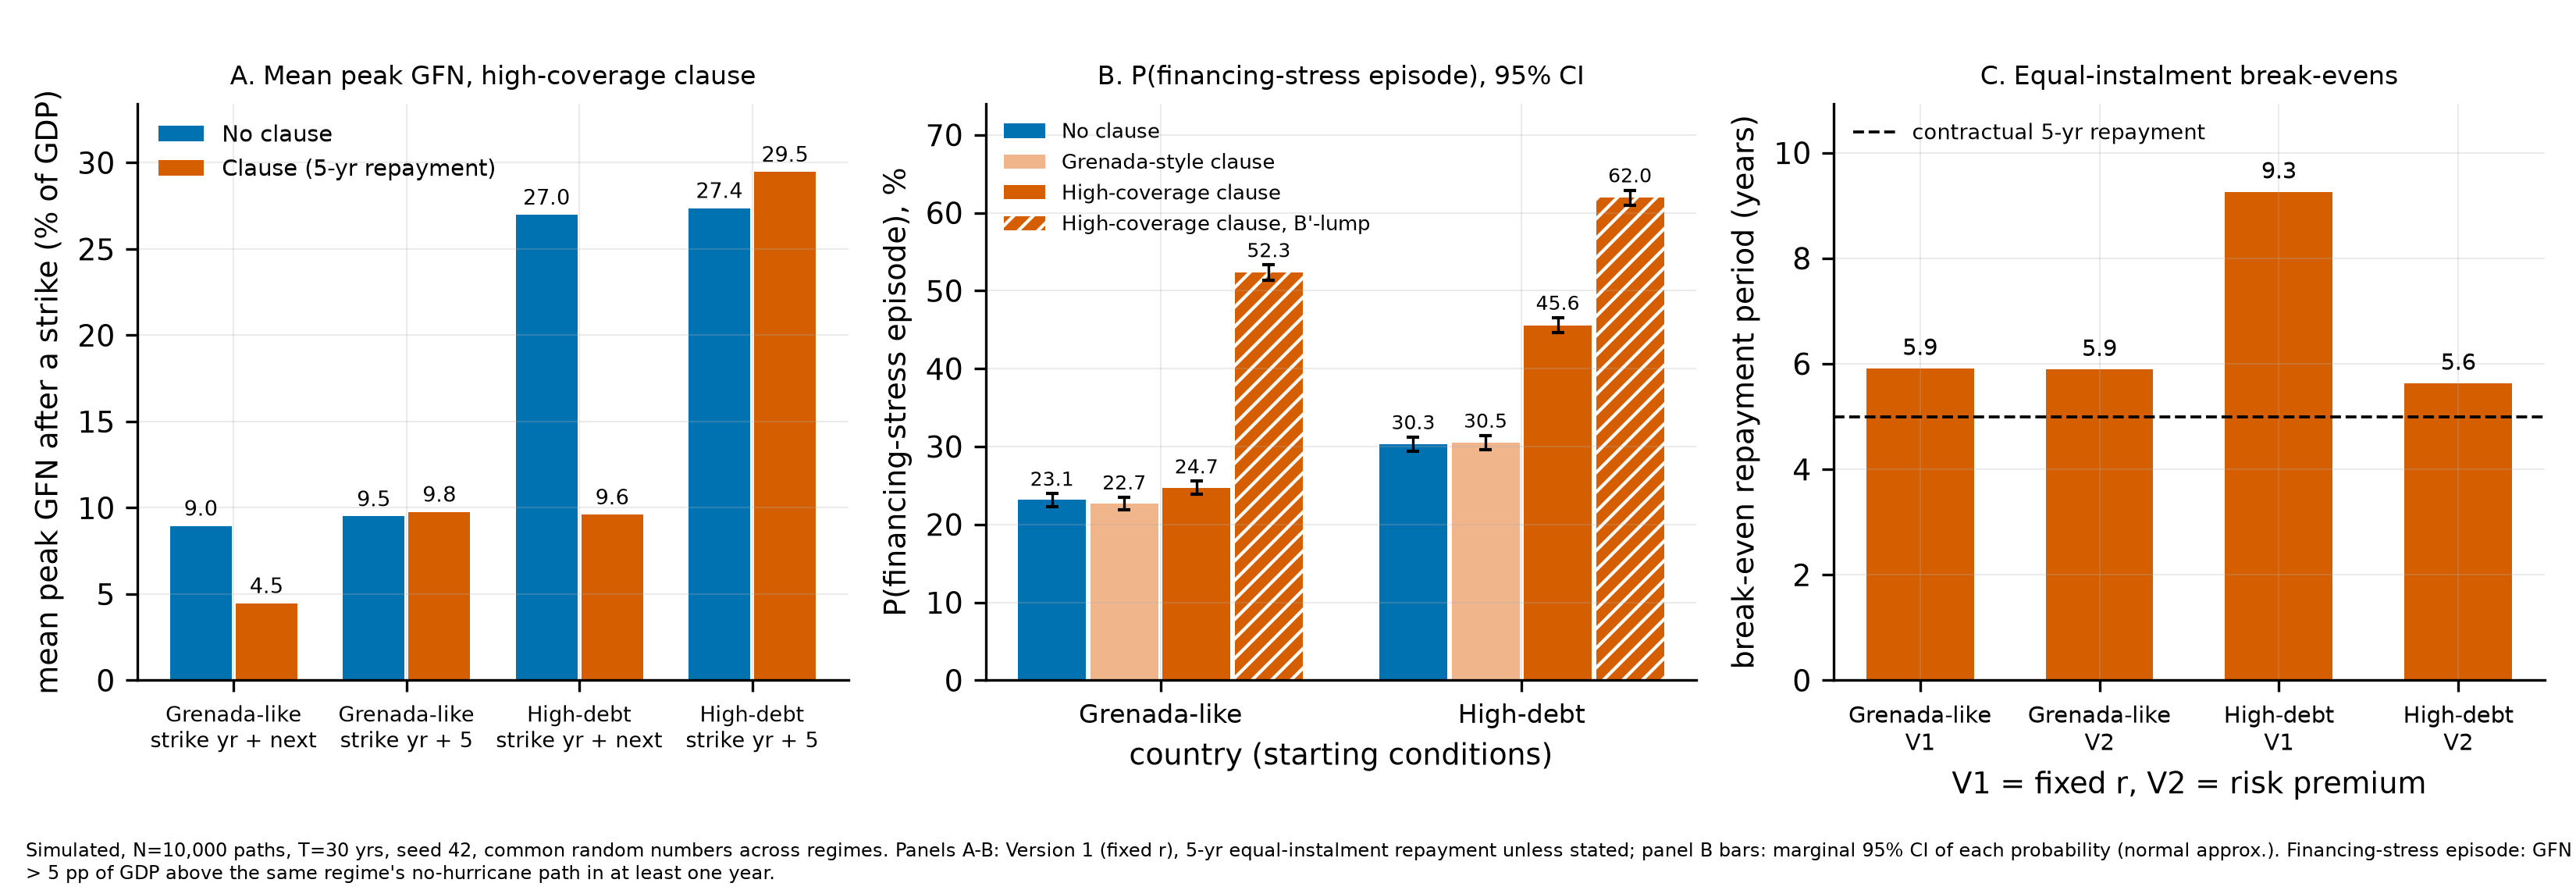 A. Mean peak GFN, high-coverage clause
mean peak GFN after a strike (% of GDP)
No clause
Clause (5-yr repayment)
30
25
20
15
10
5
0
9.0
4.5
9.5
9.8
27.0
9.6
27.4
29.5
Grenada-like
strike yr + next
Grenada-like
strike yr + 5
High-debt
strike yr + next
High-debt
strike yr + 5
B. P(financing-stress episode), 95% CI
P(financing-stress episode), %
No clause
Grenada-style clause
High-coverage clause
High-coverage clause, B'-lump
70
60
50
40
30
20
10
0
23.1
22.7
24.7
52.3
30.3
30.5
45.6
62.0
Grenada-like
High-debt
country (starting conditions)
C. Equal-instalment break-evens
break-even repayment period (years)
contractual 5-yr repayment
10
8
6
4
2
0
5.9
5.9
9.3
5.6
Grenada-like
V1
Grenada-like
V2
High-debt
V1
High-debt
V2
V1 = fixed r, V2 = risk premium
Simulated, N=10,000 paths, T=30 yrs, seed 42, common random numbers across regimes. Panels A-B: Version 1 (fixed r), 5-yr equal-instalment repayment unless stated; panel B bars: marginal 95% CI of each probability (normal approx.). Financing-stress episode: GFN
> 5 pp of GDP above the same regime's no-hurricane path in at least one year.